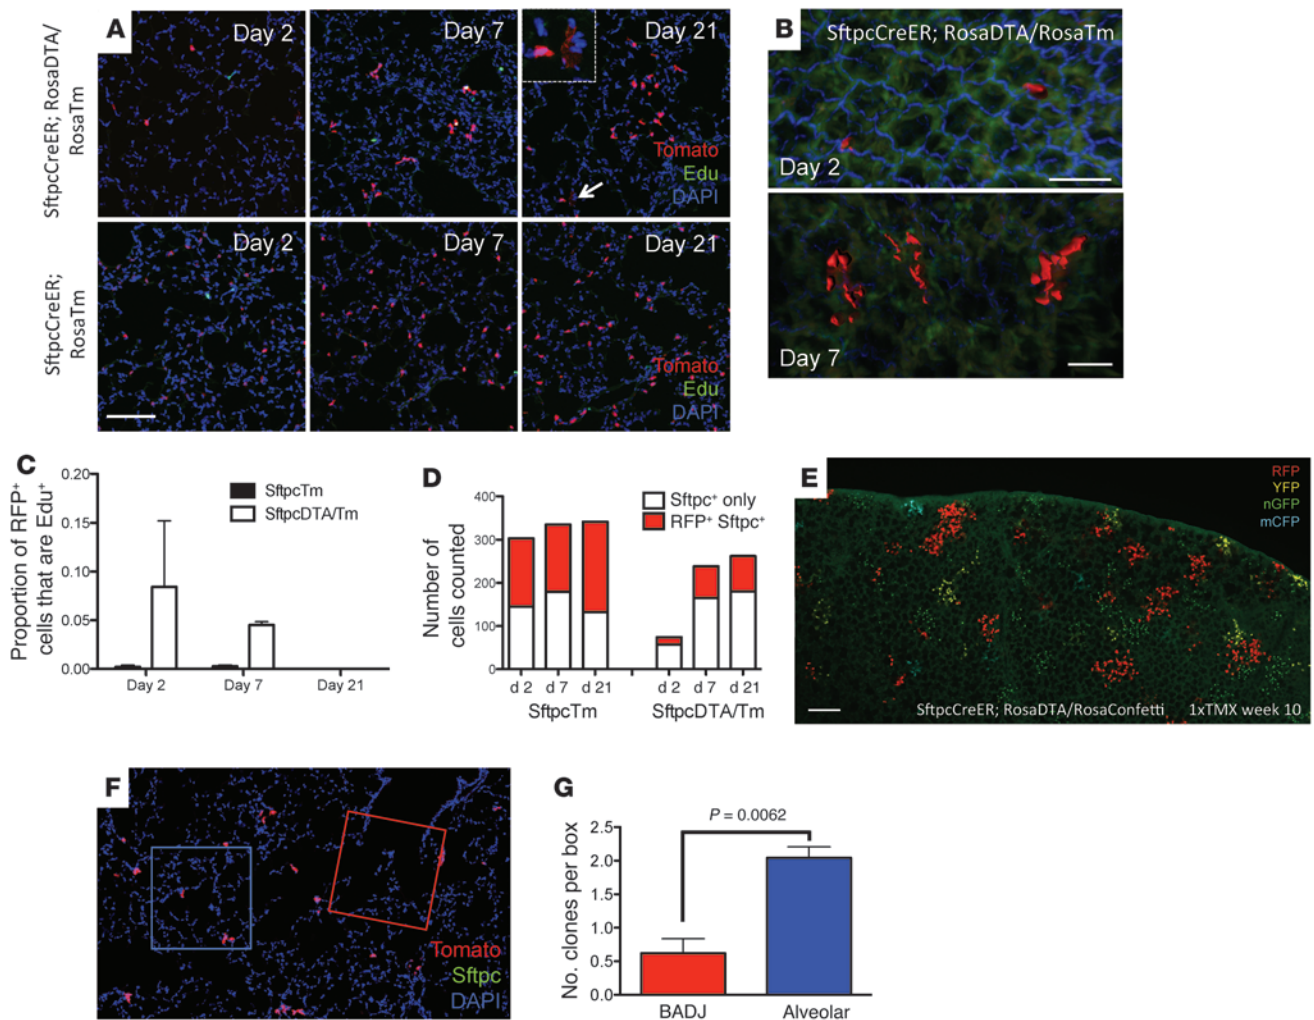 A
SftpcCreER; RosaDTA/
RosaTm
Day 2
Day 7
Day 21
Tomato
Edu
DAPI
SftpcCreER;
RosaTm
Day 2
Day 7
Day 21
Tomato
Edu
DAPI
B
SftpcCreER; RosaDTA/RosaTm
Day 2
Day 7
C
Proportion of RFP⁺
cells that are Edu⁺
0.20
0.15
0.10
0.05
0.00
SftpcTm
SftpcDTA/Tm
Day 2
Day 7
Day 21
D
Number of
cells counted
400
300
200
100
0
Sftpc⁺ only
RFP⁺ Sftpc⁺
d 2 d 7 d 21
d 2 d 7 d 21
SftpcTm
SftpcDTA/Tm
E
RFP
YFP
nGFP
mCFP
SftpcCreER; RosaDTA/RosaConfetti 1xTMX week 10
F
Tomato
Sftpc
DAPI
G
P = 0.0062
No. clones per box
2.5
2.0
1.5
1.0
0.5
0.0
BADJ
Alveolar